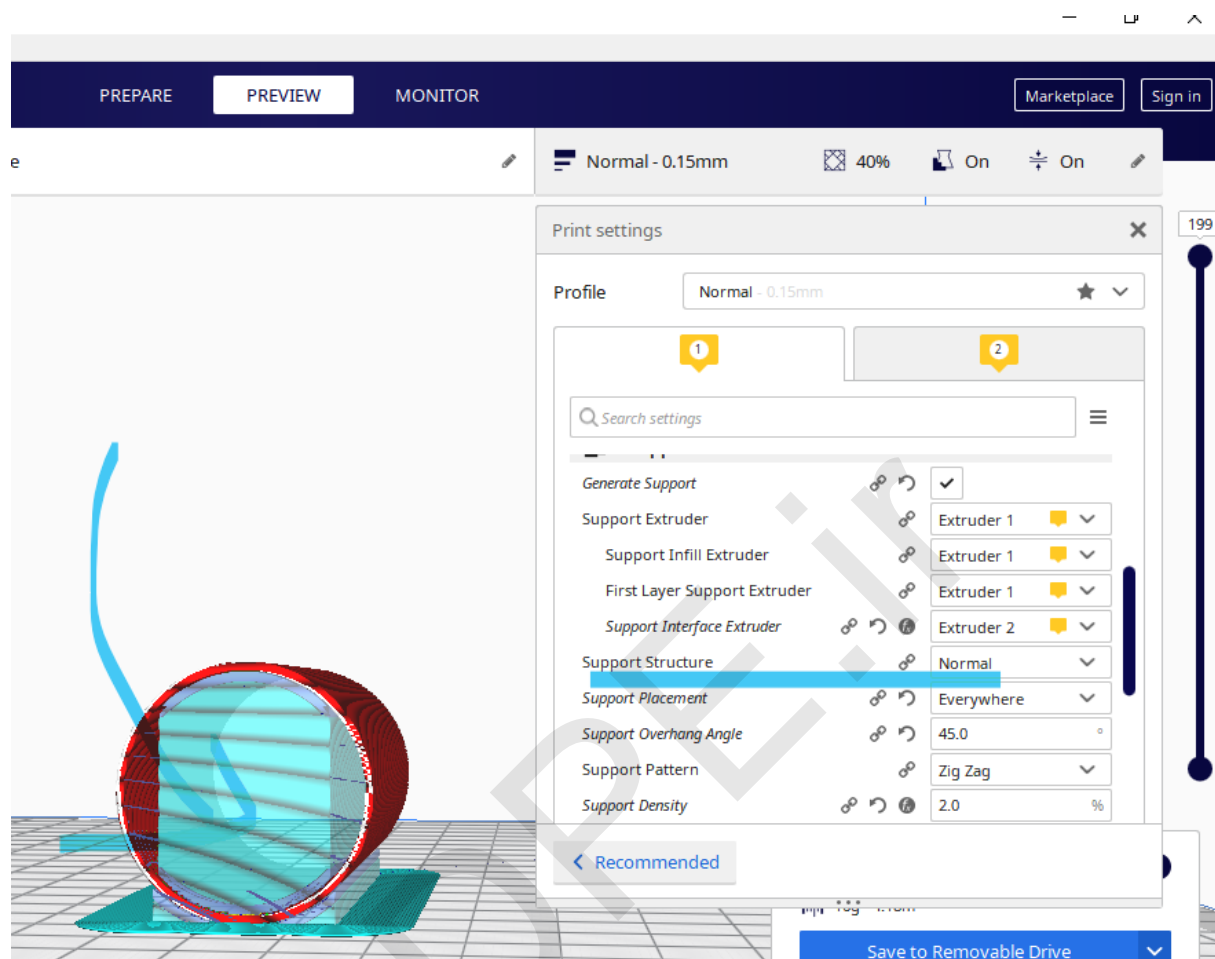 PREPARE PREVIEW MONITOR Marketplace Sign in
e Normal - 0.15mm 40% On On
Print settings
199
Profile Normal - 0.15mm
1 2
Search settings
Generate Support
Support Extruder Extruder 1
Support Infill Extruder Extruder 1
First Layer Support Extruder Extruder 1
Support Interface Extruder Extruder 2
Support Structure Normal
Support Placement Everywhere
Support Overhang Angle 45.0 °
Support Pattern Zig Zag
Support Density 2.0 %
Recommended
Save to Removable Drive